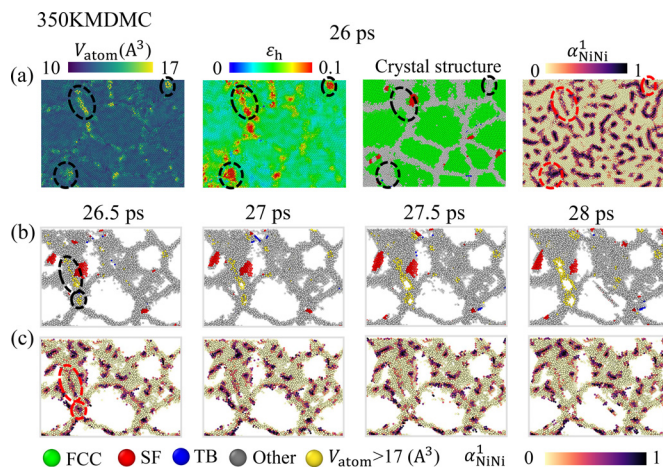 350KMDMC
26 ps
V_atom(A³)
10 17
ε_h
0 0.1
Crystal structure
α¹_NiNi
0 1
(a)
26.5 ps 27 ps 27.5 ps 28 ps
(b)
(c)
FCC SF TB Other V_atom>17 (A³) α¹_NiNi 0 1